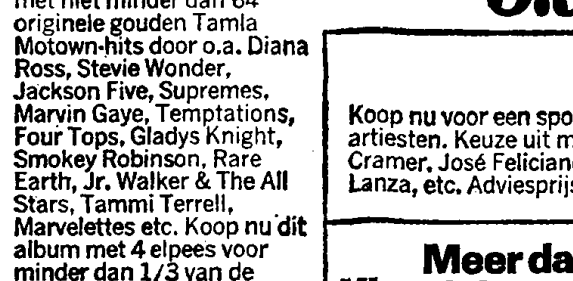 met niet minder dan 64
originele gouden Tamla
Motown-hits door o.a. Diana
Ross, Stevie Wonder,
Jackson Five, Supremes,
Marvin Gaye, Temptations,
Four Tops, Gladys Knight,
Smokey Robinson, Rare
Earth, Jr. Walker & The All
Stars, Tammi Terrell,
Marvelettes etc. Koop nu dit
album met 4 elpees voor
minder dan 1/3 van de
Koop nu voor een spo
artiesten. Keuze uit m
Cramer, José Feliciano
Lanza, etc. Adviesprijs
Meer da